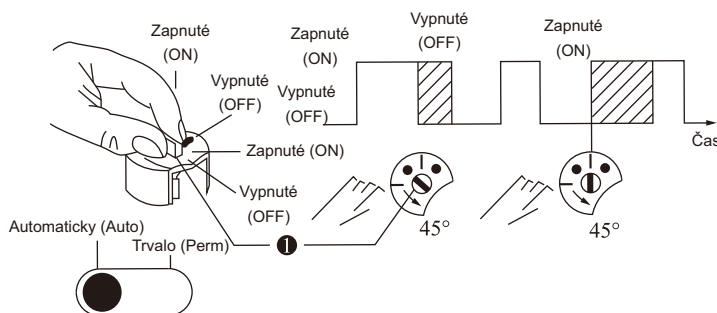 Zapnuté
(ON)
Vypnuté
(OFF)
Zapnuté (ON)
Vypnuté
(OFF)
Automaticky (Auto)
Trvalo (Perm)
1
Zapnuté
(ON)
Vypnuté
(OFF)
Vypnuté
(OFF)
Zapnuté
(ON)
Čas
45°
45°